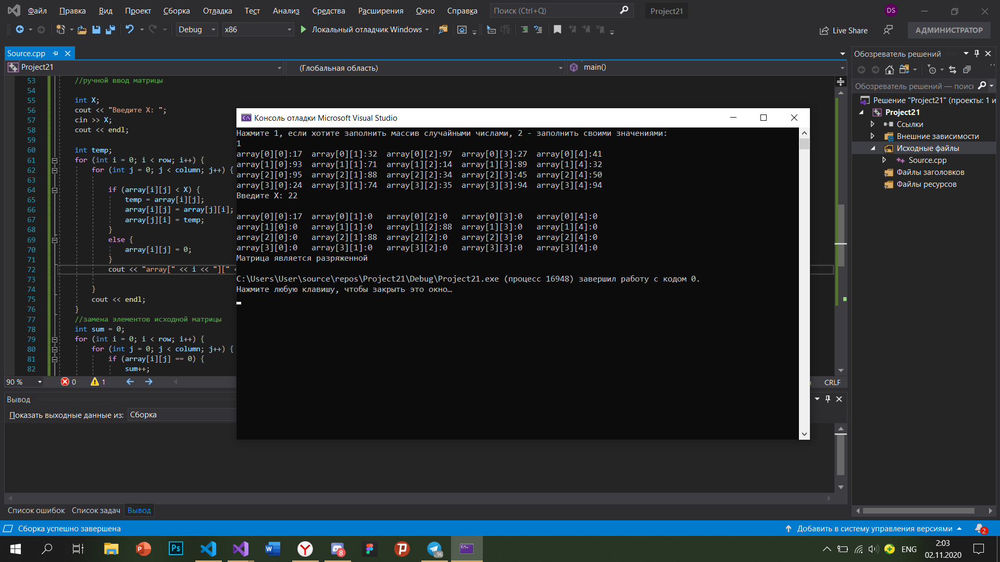 Файл Правка Вид Проект Сборка Отладка Тест Анализ Средства Расширения Окно Справка Поиск (Ctrl+Q) Project21 DS
Debug x86 Локальный отладчик Windows Live Share АДМИНИСТРАТОР
Source.cpp
Project21 (Глобальная область) main()
53 //ручной ввод матрицы
54
55 int X;
56 cout << "Введите X: ";
57 cin >> X;
58 cout << endl;
59
60 int temp;
61 for (int i = 0; i < row; i++) {
62 for (int j = 0; j < column; j++) {
63
64 if (array[i][j] < X) {
65 temp = array[i][j];
66 array[i][j] = array[j][i];
67 array[j][i] = temp;
68 }
69 else {
70 array[i][j] = 0;
71 }
72 cout << "array[" << i << "][" <
73
74 }
75 cout << endl;
76 }
77 //замена элементов исходной матрицы
78 int sum = 0;
79 for (int i = 0; i < row; i++) {
80 for (int j = 0; j < column; j++) {
81 if (array[i][j] == 0) {
82 sum++;
90 % 0 1 CRLF
Консоль отладки Microsoft Visual Studio
Нажмите 1, если хотите заполнить массив случайными числами, 2 - заполнить своими значениями:
1
array[0][0]:17 array[0][1]:32 array[0][2]:97 array[0][3]:27 array[0][4]:41
array[1][0]:93 array[1][1]:71 array[1][2]:14 array[1][3]:89 array[1][4]:32
array[2][0]:95 array[2][1]:88 array[2][2]:34 array[2][3]:45 array[2][4]:50
array[3][0]:24 array[3][1]:74 array[3][2]:35 array[3][3]:94 array[3][4]:94
Введите X: 22
array[0][0]:17 array[0][1]:0 array[0][2]:0 array[0][3]:0 array[0][4]:0
array[1][0]:0 array[1][1]:0 array[1][2]:88 array[1][3]:0 array[1][4]:0
array[2][0]:0 array[2][1]:88 array[2][2]:0 array[2][3]:0 array[2][4]:0
array[3][0]:0 array[3][1]:0 array[3][2]:0 array[3][3]:0 array[3][4]:0
Матрица является разряженной
C:\Users\User\source\repos\Project21\Debug\Project21.exe (процесс 16948) завершил работу с кодом 0.
Нажмите любую клавишу, чтобы закрыть это окно…
Обозреватель решений
Обозреватель решений — поиск
Решение "Project21" (проекты: 1 и
Project21
Ссылки
Внешние зависимости
Исходные файлы
Source.cpp
Файлы заголовков
Файлы ресурсов
Вывод
Показать выходные данные из: Сборка
Список ошибок Список задач Вывод
Сборка успешно завершена Добавить в систему управления версиями 2
Ps 8 ..96 ENG 2:03
02.11.2020